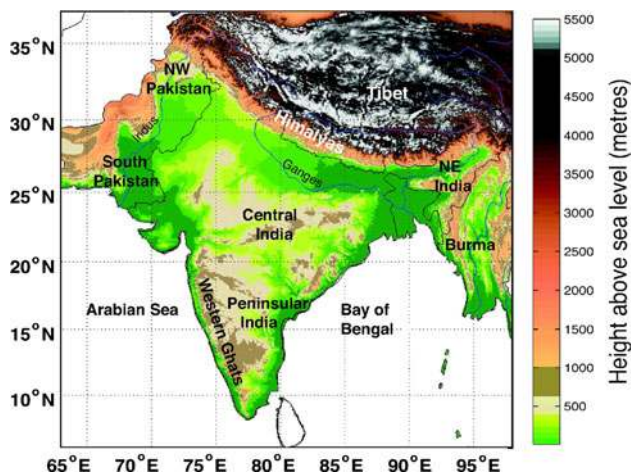 35°N
30°N
25°N
20°N
15°N
10°N
65°E 70°E 75°E 80°E 85°E 90°E 95°E
NW
Pakistan
Tibet
Indus
Himalyas
South
Pakistan
Ganges
NE
India
Central
India
Burma
Arabian Sea
Western Ghats
Peninsular
India
Bay of
Bengal
5500
5000
4500
4000
3500
3000
2500
2000
1500
1000
500
Height above sea level (metres)